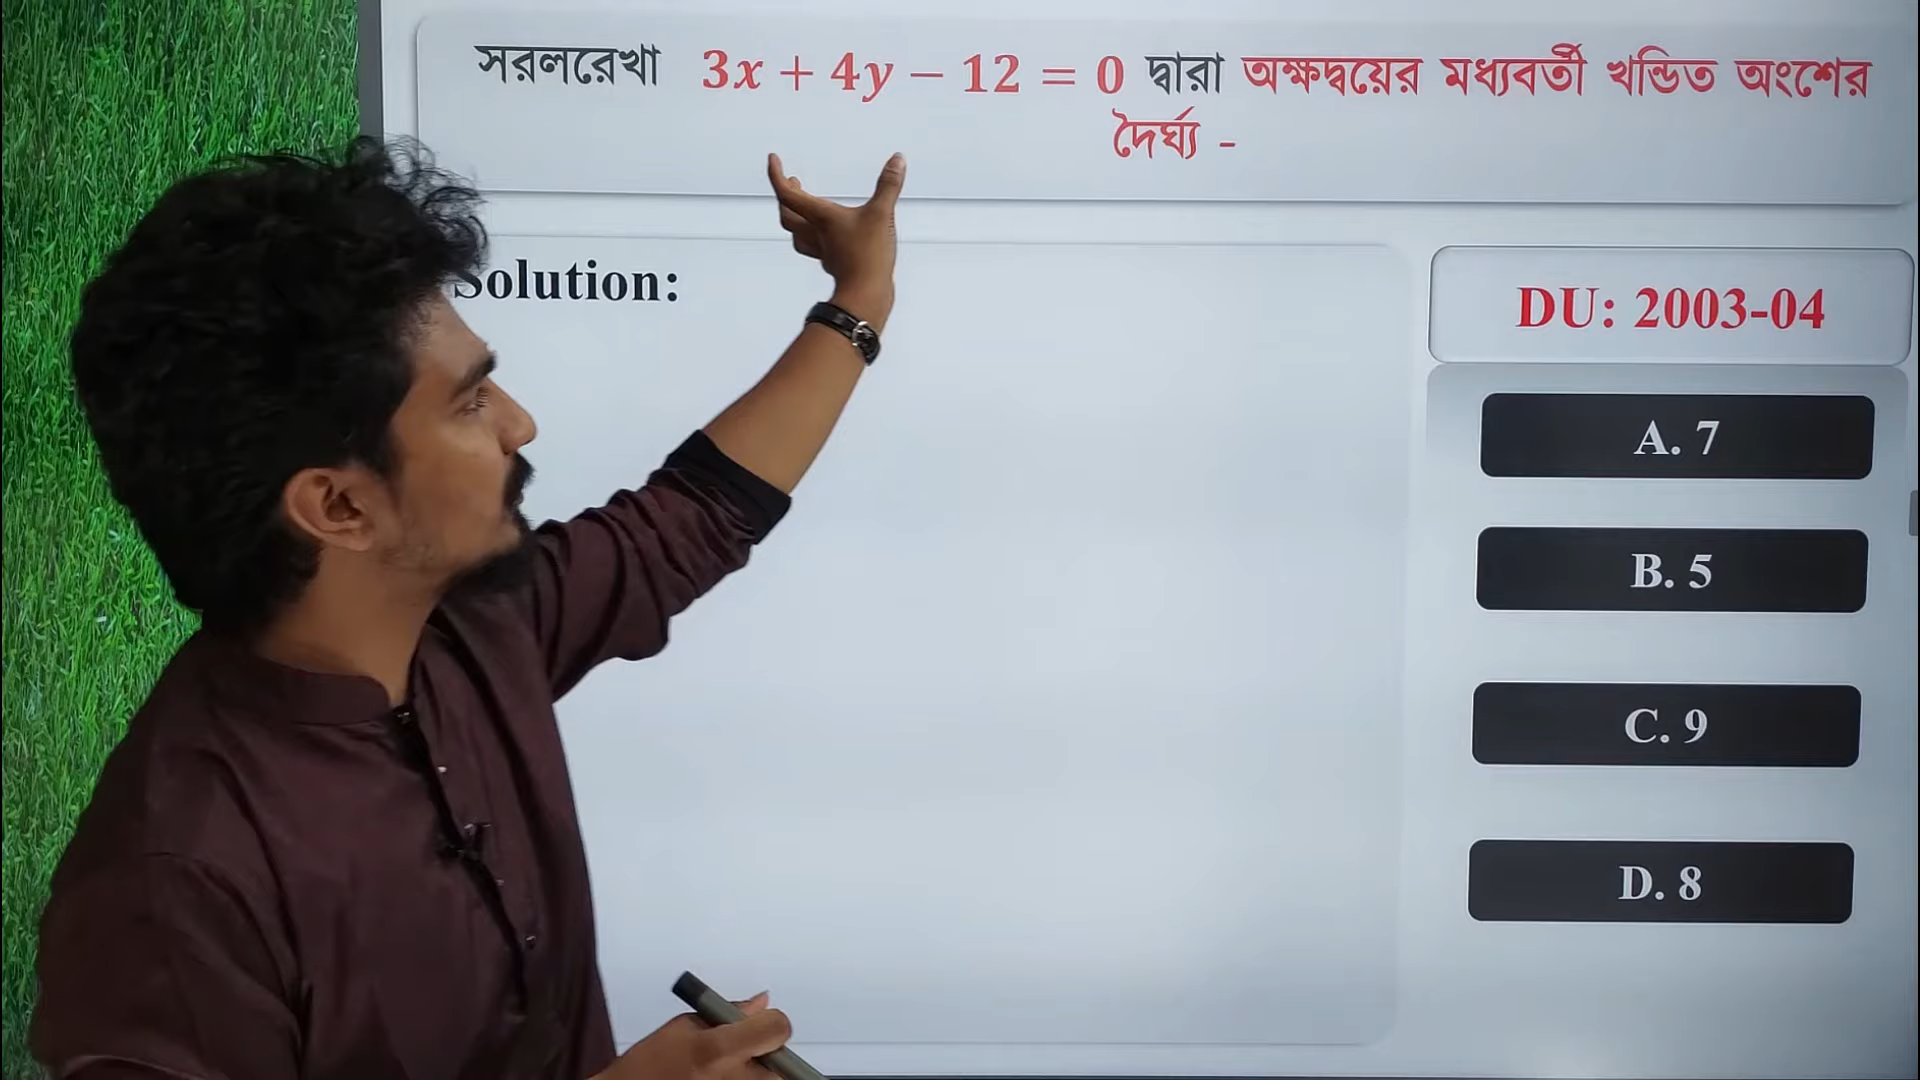 সরলরেখা 3x + 4y − 12 = 0 দ্বারা অক্ষদ্বয়ের মধ্যবর্তী খন্ডিত অংশের
দৈর্ঘ্য -
Solution:
DU: 2003-04
A. 7
B. 5
C. 9
D. 8